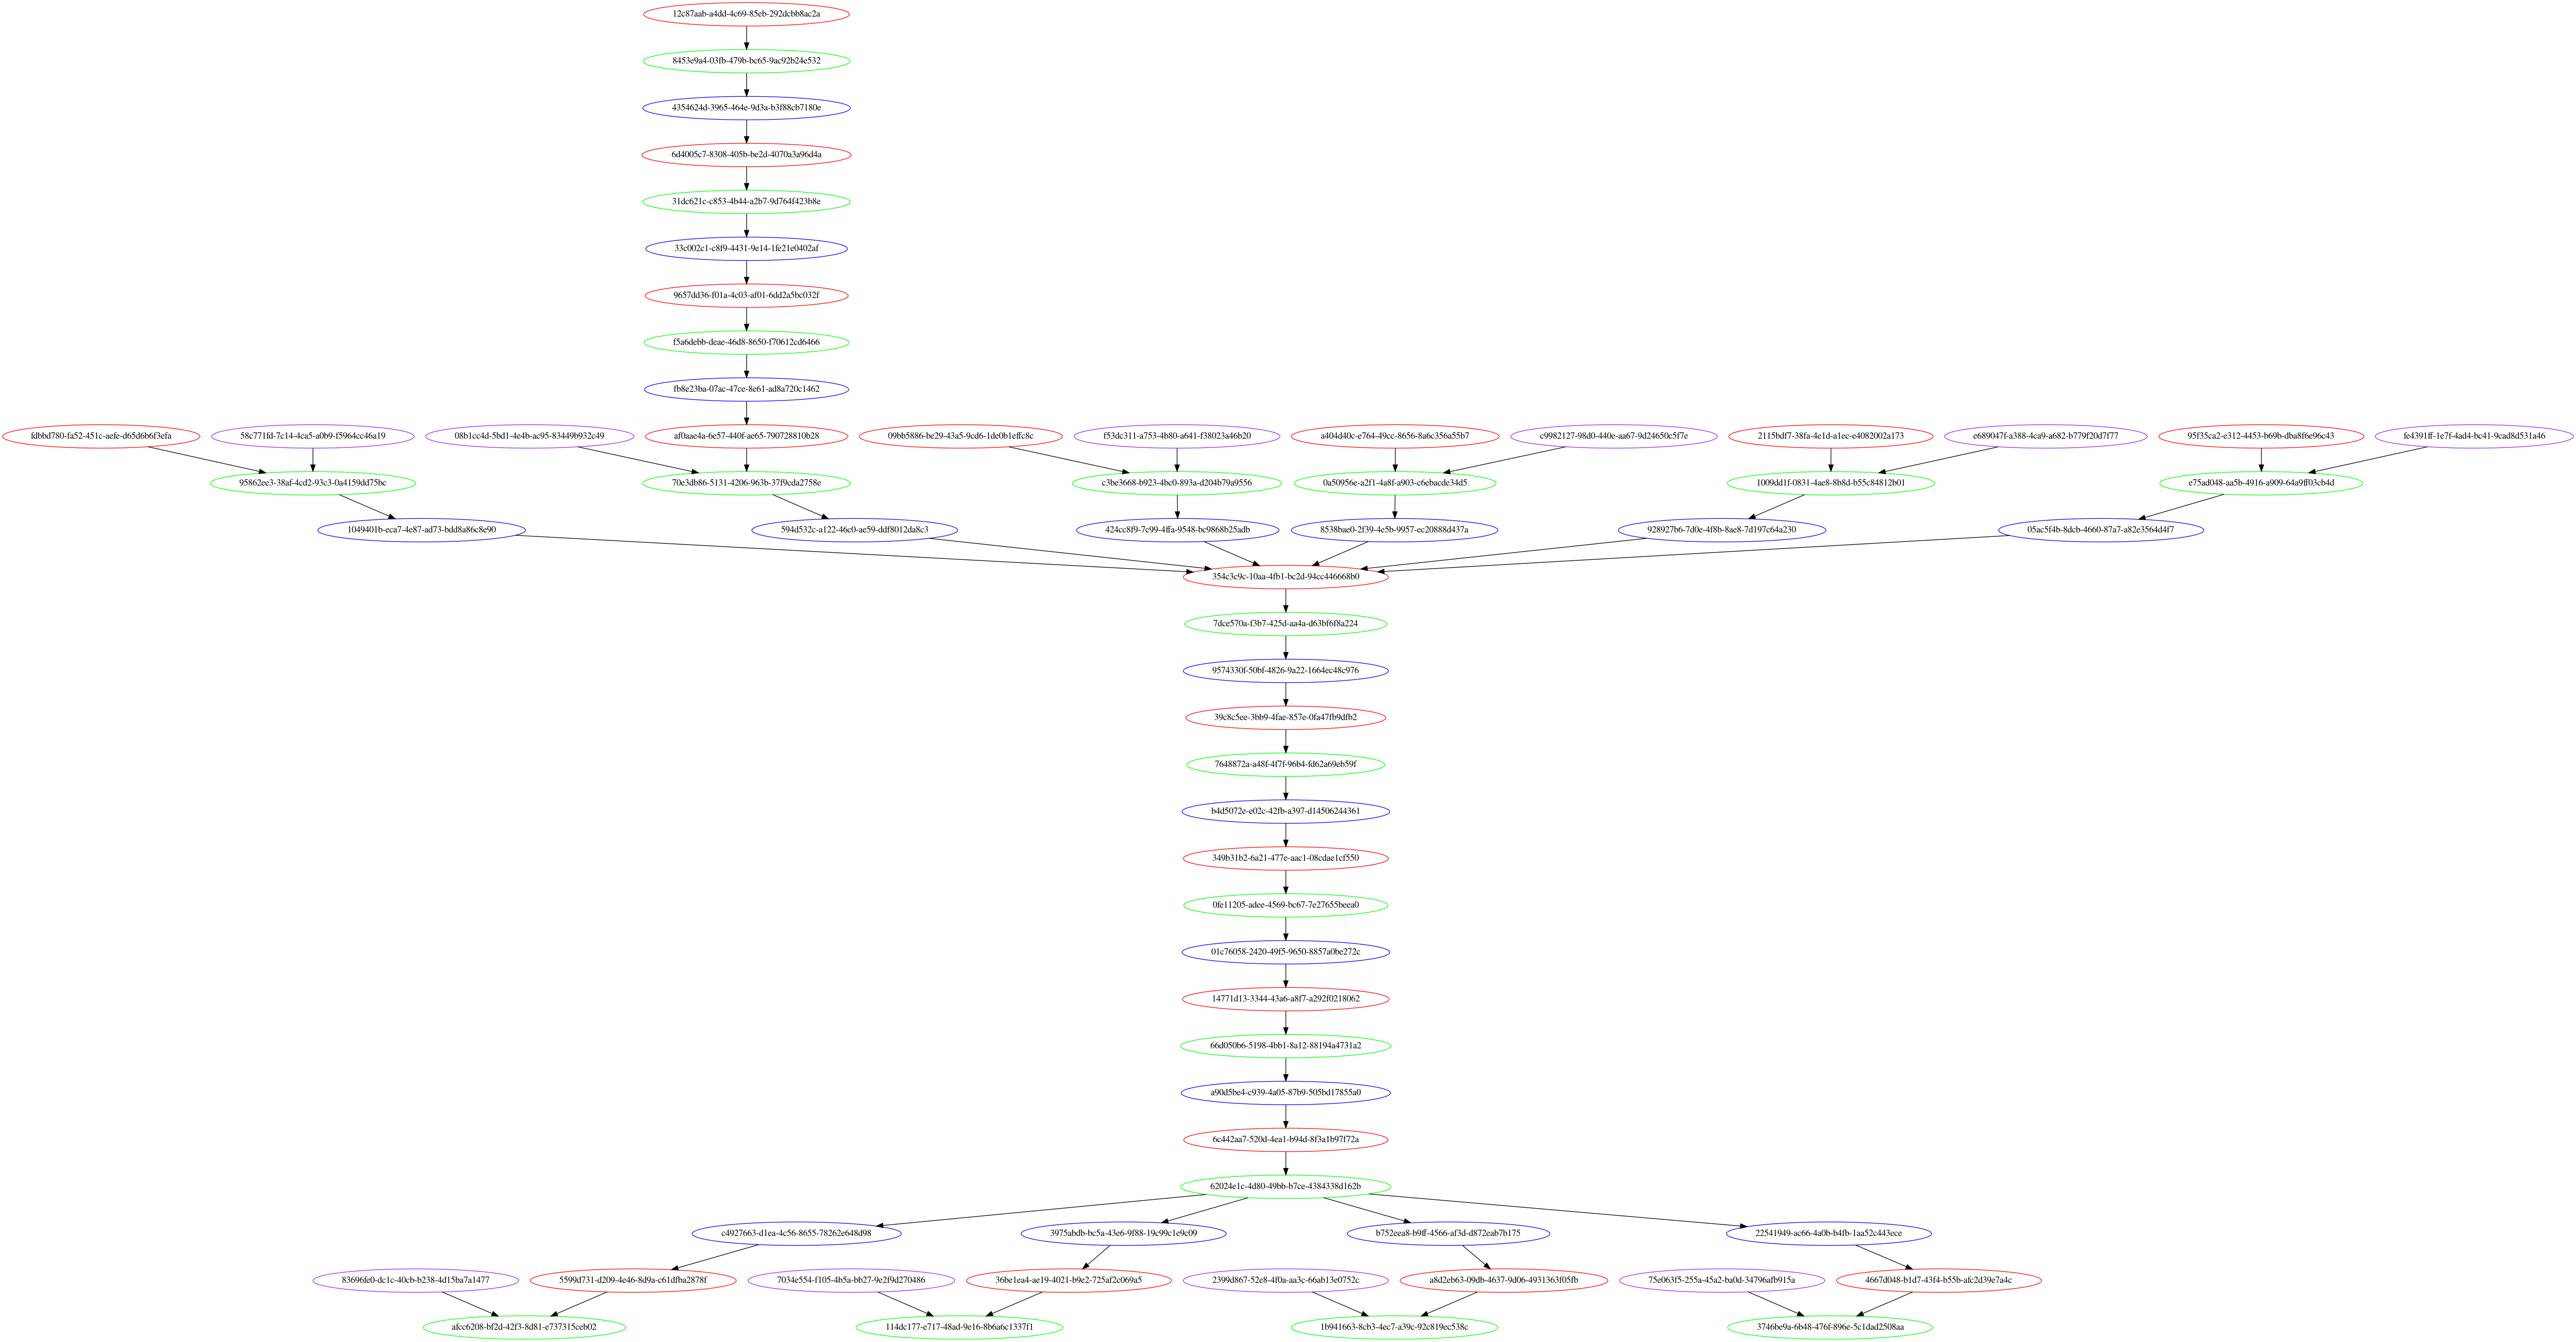 12c87aab-a4dd-4c69-85eb-292dcbb8ac2a
8453e9a4-03fb-479b-bc65-9ac92b24e532
4354624d-3965-464e-9d3a-b3f88cb7180e
6d4005c7-8308-405b-be2d-4070a3a96d4a
31dc621c-c853-4b44-a2b7-9d764f423b8e
33c002c1-c8f9-4431-9e14-1fe21e0402af
9657dd36-f01a-4c03-af01-6dd2a5bc032f
f5a6debb-deae-46d8-8650-f70612cd6466
fb8e23ba-07ac-47ce-8e61-ad8a720c1462
fdbbd780-fa52-451c-aefe-d65d6b6f3efa
58c771fd-7c14-4ca5-a0b9-f5964cc46a19
08b1cc4d-5bd1-4e4b-ac95-83449b932c49
af0aae4a-6e57-440f-ae65-790728810b28
09bb5886-be29-43a5-9cd6-1de0b1effc8c
f53dc311-a753-4b80-a641-f38023a46b20
a404d40c-e764-49cc-8656-8a6c356a55b7
c9982127-98d0-440e-aa67-9d24650c5f7e
2115bdf7-38fa-4e1d-a1ec-e4082002a173
e689047f-a388-4ca9-a682-b779f20d7f77
95f35ca2-e312-4453-b69b-dba8f6e96c43
fe4391ff-1e7f-4ad4-bc41-9cad8d531a46
95862ee3-38af-4cd2-93c3-0a4159dd75bc
70e3db86-5131-4206-963b-37f9cda2758e
c3be3668-b923-4bc0-893a-d204b79a9556
0a50956e-a2f1-4a8f-a903-c6ebacde34d5
1009dd1f-0831-4ae8-8b8d-b55c84812b01
e75ad048-aa5b-4916-a909-64a9ff03cb4d
1049401b-eca7-4e87-ad73-bdd8a86c8e90
594d532c-a122-46c0-ae59-ddf8012da8c3
424cc8f9-7c99-4ffa-9548-bc9868b25adb
8538bae0-2f39-4e5b-9957-ec20888d437a
928927b6-7d0e-4f8b-8ae8-7d197c64a230
05ac5f4b-8dcb-4660-87a7-a82e3564d4f7
354c3c9c-10aa-4fb1-bc2d-94cc446668b0
7dce570a-f3b7-425d-aa4a-d63bf6f8a224
9574330f-50bf-4826-9a22-1664ec48c976
39c8c5ee-3bb9-4fae-857e-0fa47fb9dfb2
7648872a-a48f-4f7f-96b4-fd62a69eb59f
b4d5072e-e02c-42fb-a397-d14506244361
349b31b2-6a21-477e-aac1-08cdae1cf550
0fe11205-adee-4569-bc67-7e27655beea0
01c76058-2420-49f5-9650-8857a0be272c
14771d13-3344-43a6-a8f7-a292f0218062
66d050b6-5198-4bb1-8a12-88194a4731a2
a90d5be4-c939-4a05-87b9-505bd17855a0
6c442aa7-520d-4ea1-b94d-8f3a1b97f72a
62024e1c-4d80-49bb-b7ce-4384338d162b
c4927663-d1ea-4c56-8655-78262e648d98
3975abdb-bc5a-43e6-9f88-19c99c1e9c09
b752eea8-b9ff-4566-af3d-d872eab7b175
22541949-ac66-4a0b-b4fb-1aa52c443ece
83696fe0-dc1c-40cb-b238-4d15ba7a1477
5599d731-d209-4e46-8d9a-c61dfba2878f
7034e554-f105-4b5a-bb27-9e2f9d270486
36be1ea4-ae19-4021-b9e2-725af2c069a5
2399d867-52e8-4f0a-aa3c-66ab13e0752c
a8d2eb63-09db-4637-9d06-4931363f05fb
75e063f5-255a-45a2-ba0d-34796afb915a
4667d048-b1d7-43f4-b55b-afc2d39e7a4c
afcc6208-bf2d-42f3-8d81-e737315ceb02
114dc177-e717-48ad-9e16-8b6a6c1337f1
1b941663-8cb3-4ec7-a39c-92c819ec538c
3746be9a-6b48-476f-896e-5c1dad2508aa